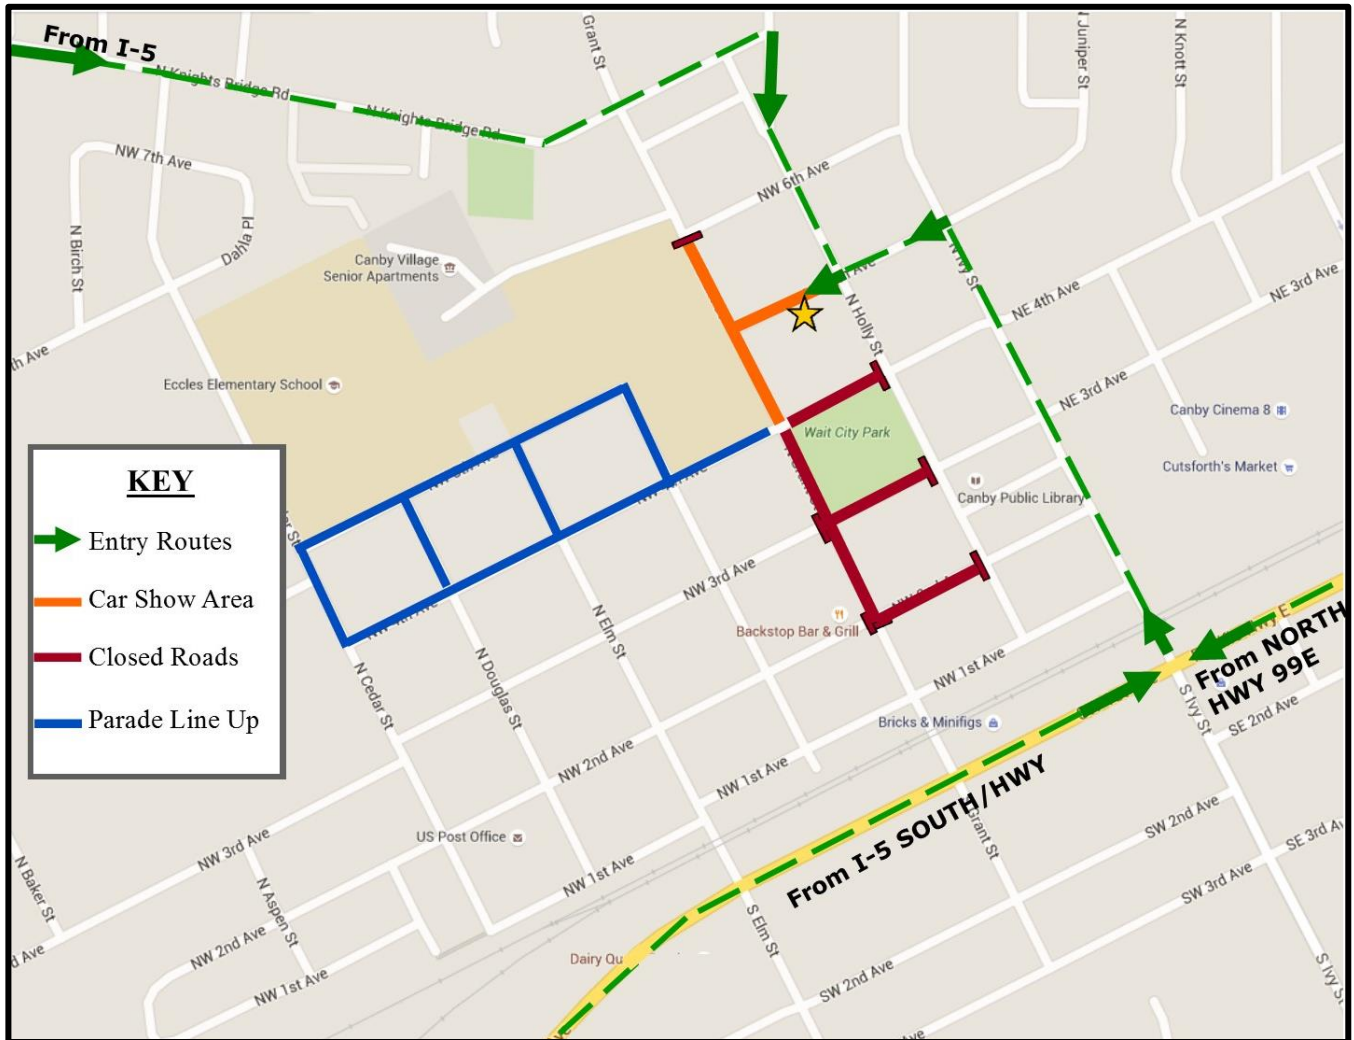 From I-5
Grant St
N Juniper St
N Knott St
N Knights Bridge Rd
N Knights Bridge Rd
NW 7th Ave
NW 6th Ave
N Birch St
Dahla Pl
Canby Village
Senior Apartments
Ave
N Ivy St
NE 4th Ave
NE 3rd Ave
N Holly St
Eccles Elementary School
NE 3rd Ave
Canby Cinema 8
Wait City Park
Cutsforth's Market
Canby Public Library
KEY
Entry Routes
Car Show Area
Closed Roads
Parade Line Up
NW 3rd Ave
N Elm St
Backstop Bar & Grill
From NORTH
HWY 99E
N Cedar St
N Douglas St
NW 1st Ave
S Ivy St
SE 2nd Ave
Bricks & Minifigs
NW 2nd Ave
NW 1st Ave
From I-5 SOUTH/HWY
US Post Office
Grant St
SW 2nd Ave
SE 3rd
NW 3rd Ave
NW 1st Ave
SW 3rd Ave
N Baker St
N Aspen St
NW 2nd Ave
S Elm St
Ave
Dairy
NW 1st Ave
SW 2nd Ave
S Ivy St